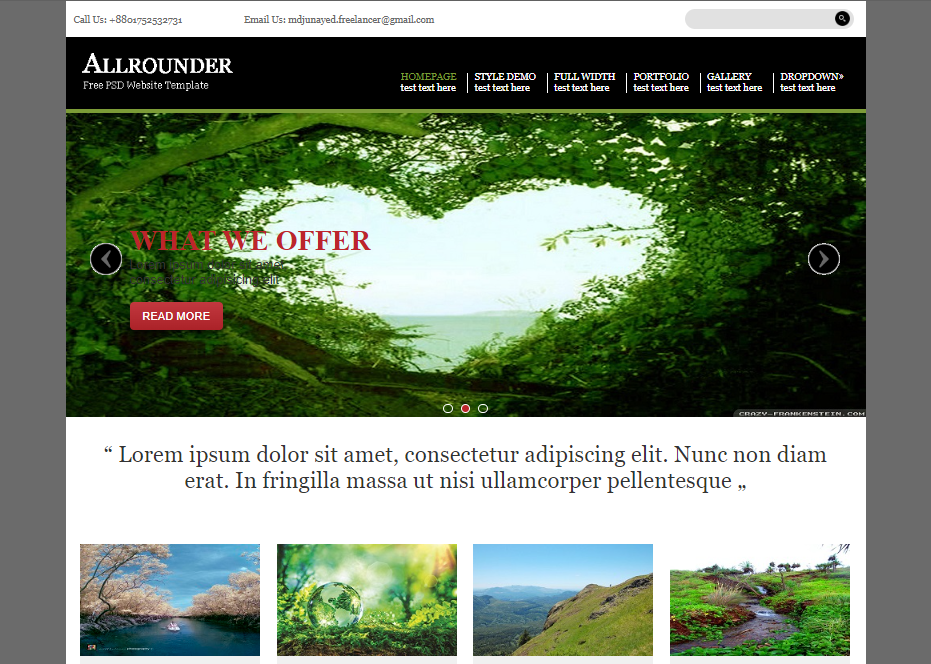 Call Us: +8801752532731
Email Us: mdjunayed.freelancer@gmail.com
ALLROUNDER
Free PSD Website Template
HOMEPAGE
test text here
STYLE DEMO
test text here
FULL WIDTH
test text here
PORTFOLIO
test text here
GALLERY
test text here
DROPDOWN»
test text here
WHAT WE OFFER
READ MORE
CRAZY-FRANKENSTEIN.COM
“ Lorem ipsum dolor sit amet, consectetur adipiscing elit. Nunc non diam
erat. In fringilla massa ut nisi ullamcorper pellentesque „